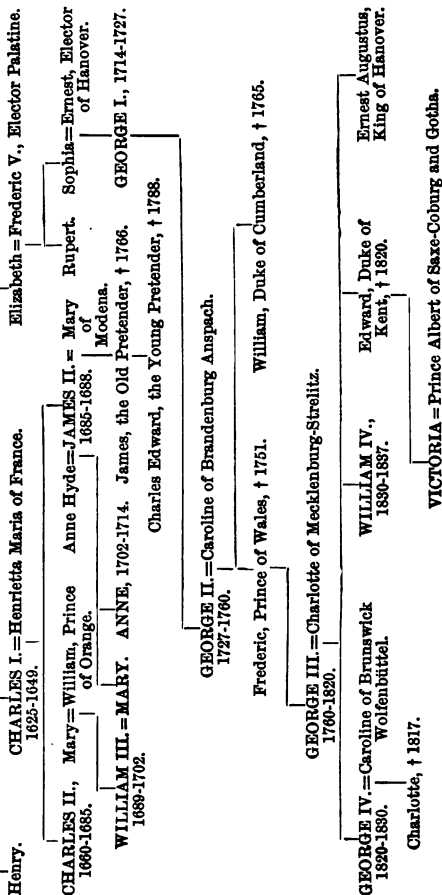 Henry. CHARLES I.=Henrietta Maria of France. Elizabeth=Frederic V., Elector Palatine.
1625-1649.
CHARLES II., Mary=William, Prince Anne Hyde=JAMES II.= Mary Rupert. Sophia=Ernest, Elector
1660-1685. of Orange. 1685-1688. of of Hanover.
Modena.
WILLIAM III.=MARY. ANNE, 1702-1714. James, the Old Pretender, † 1766. GEORGE I., 1714-1727.
1689-1702.
Charles Edward, the Young Pretender, † 1788.
GEORGE II.=Caroline of Brandenburg Anspach.
1727-1760.
Frederic, Prince of Wales, † 1751. William, Duke of Cumberland, † 1765.
GEORGE III.=Charlotte of Mecklenburg-Strelitz.
1760-1820.
GEORGE IV.=Caroline of Brunswick WILLIAM IV., Edward, Duke of Ernest Augustus,
1820-1830. Wolfenbüttel. 1830-1837. Kent, † 1820. King of Hanover.
Charlotte, † 1817.
VICTORIA=Prince Albert of Saxe-Coburg and Gotha.